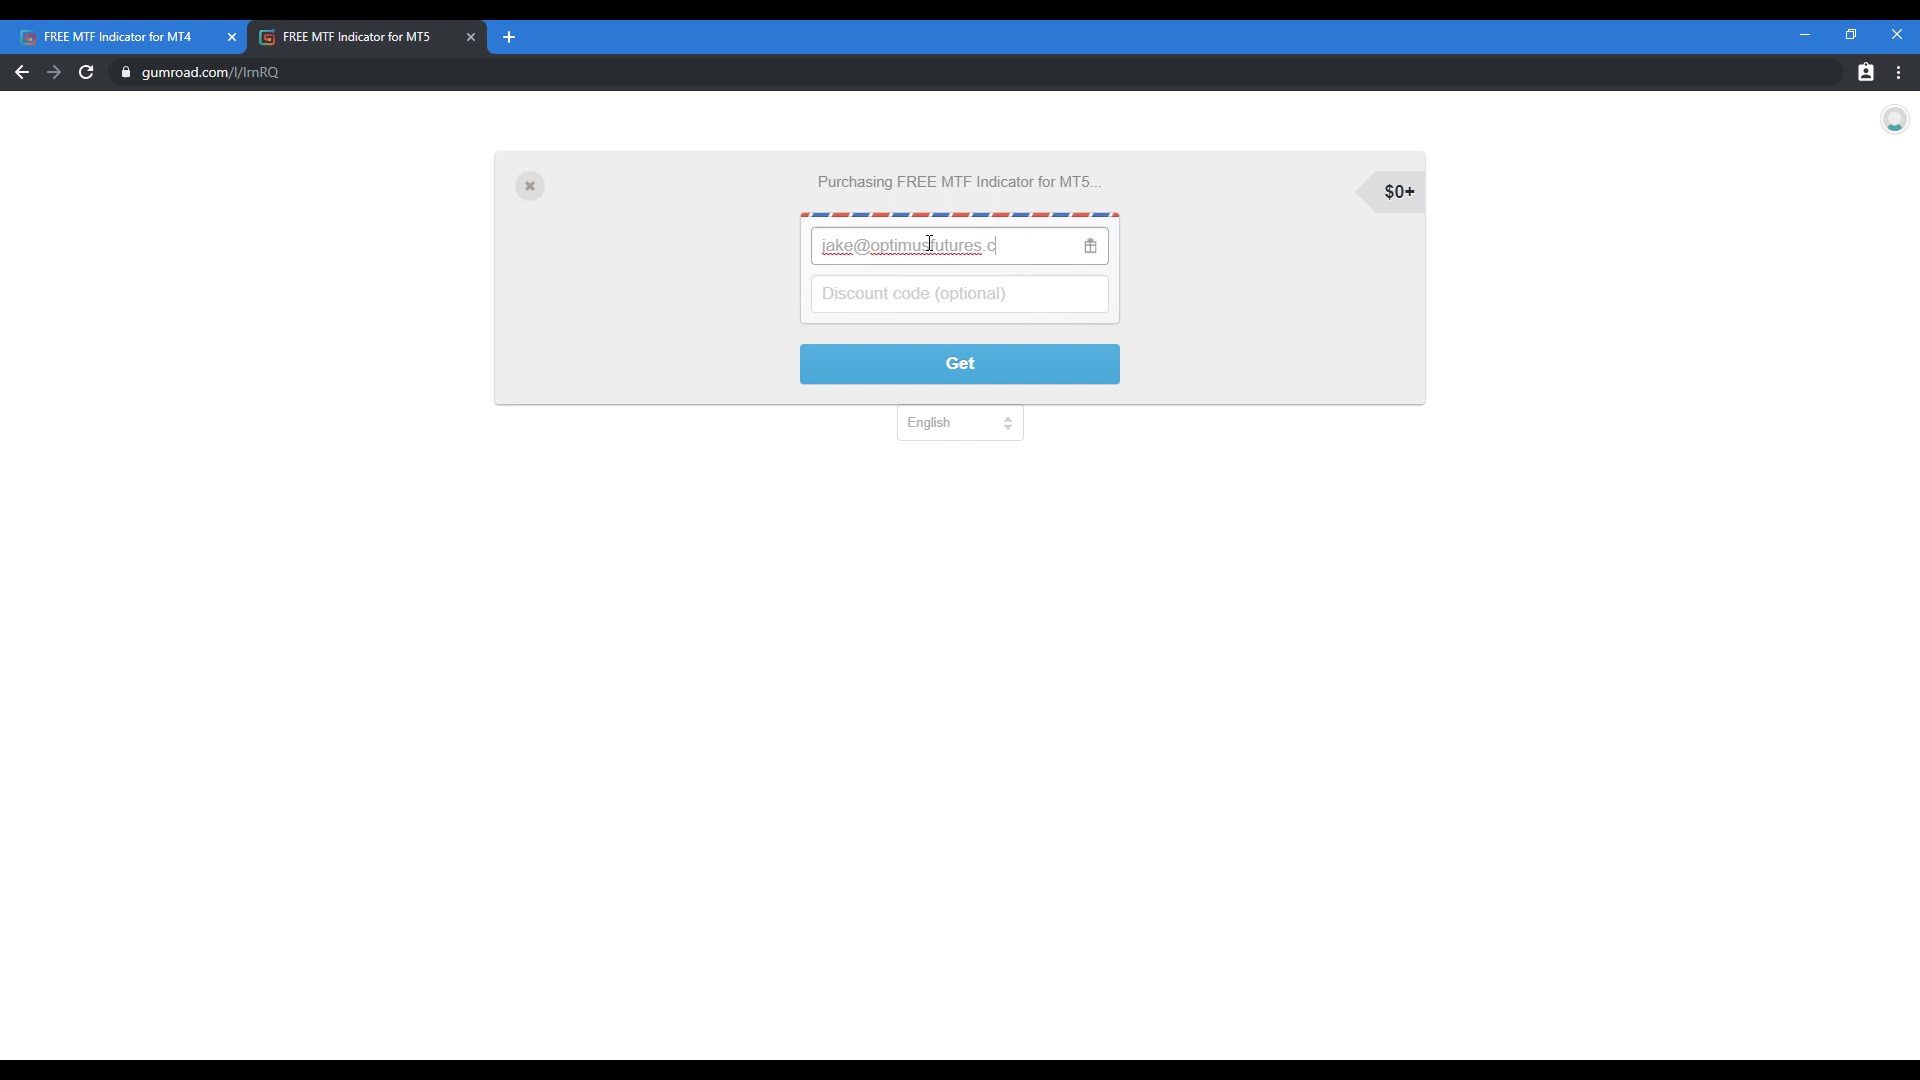 FREE MTF Indicator for MT4
FREE MTF Indicator for MT5
gumroad.com/l/IrnRQ
Purchasing FREE MTF Indicator for MT5...
$0+
jake@optimusfutures.c
Discount code (optional)
Get
English